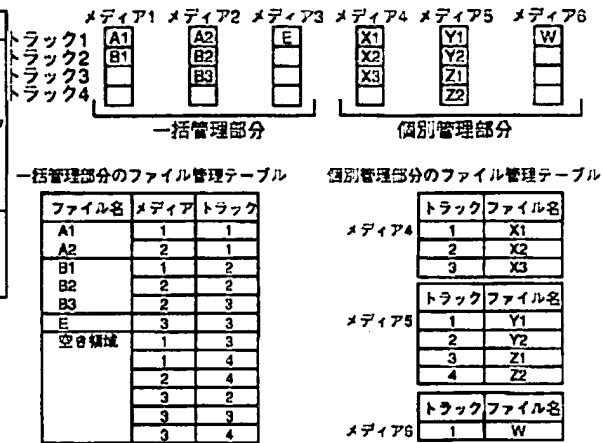 メディア1 メディア2 メディア3 メディア4 メディア5 メディア6
トラック1 A1 A2 E X1 Y1 W
トラック2 B1 B2 X2 Y2
トラック3 B3 X3 Z1
トラック4 Z2
一括管理部分 個別管理部分
一括管理部分のファイル管理テーブル
ファイル名 メディア トラック
A1 1 1
A2 2 1
B1 1 2
B2 2 2
B3 2 3
E 3 3
空き領域 1 3
1 4
2 4
3 2
3 3
3 4
個別管理部分のファイル管理テーブル
メディア4
トラック ファイル名
1 X1
2 X2
3 X3
メディア5
トラック ファイル名
1 Y1
2 Y2
3 Z1
4 Z2
メディア6
トラック ファイル名
1 W